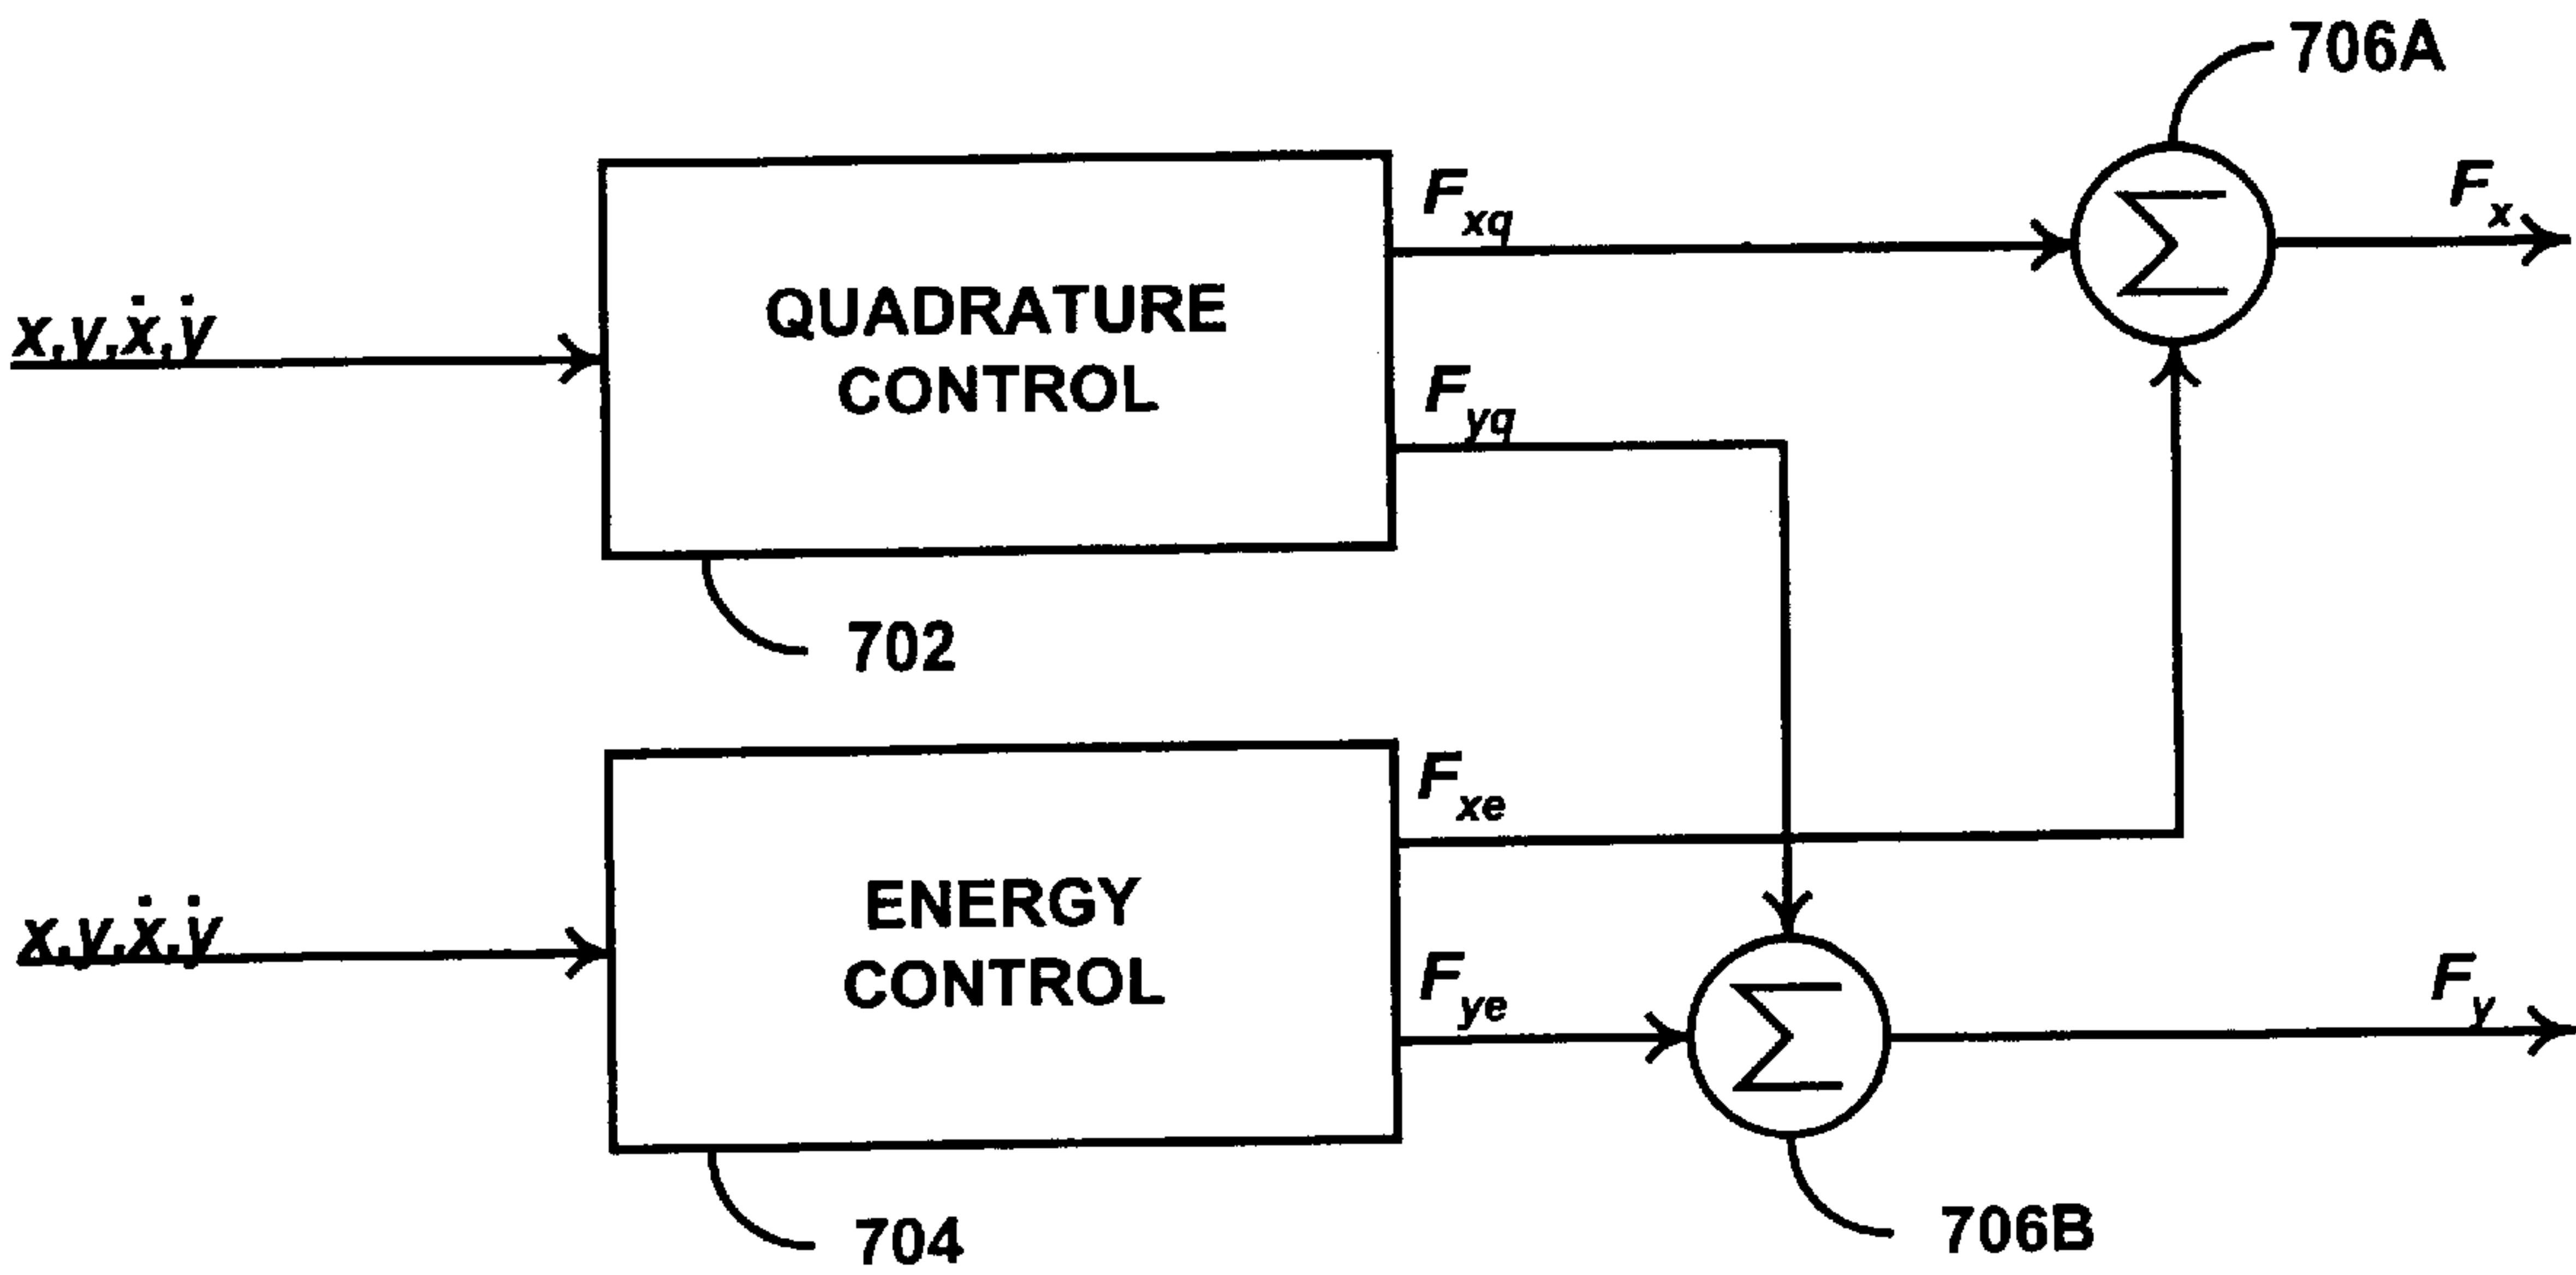 706A
F_xq
F_x
QUADRATURE
CONTROL
x,y,ẋ,ẏ
F_yq
702
F_xe
ENERGY
CONTROL
x,y,ẋ,ẏ
F_ye
F_y
704
706B
Σ
Σ